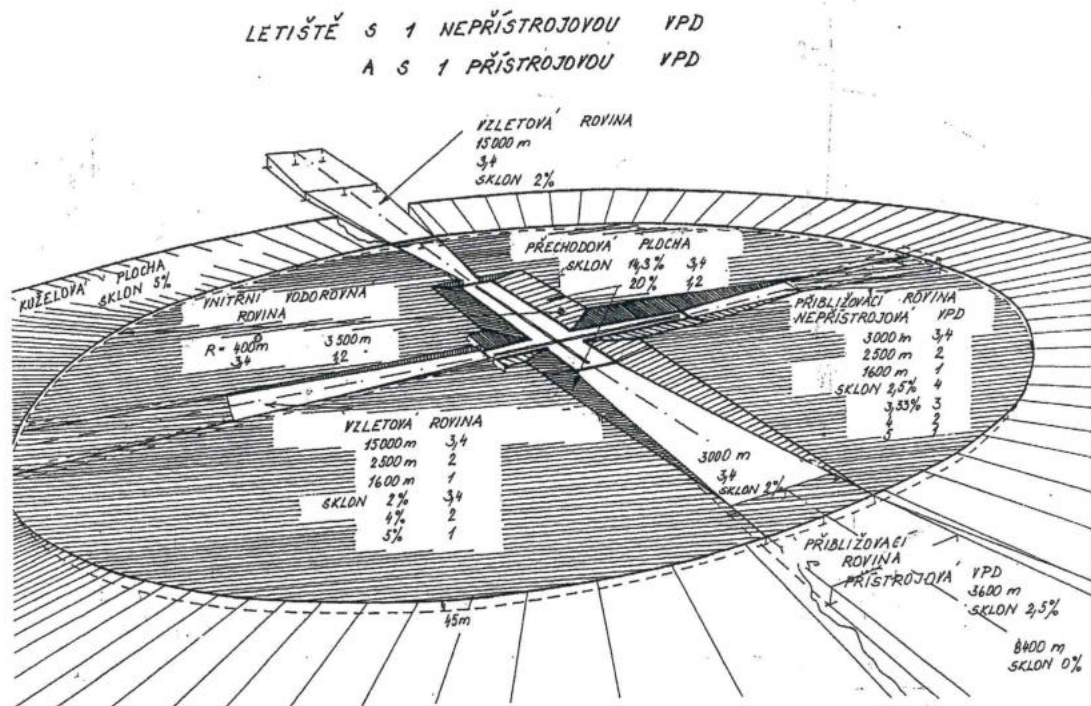 LETIŠTĚ S 1 NEPŘÍSTROJOVOU VPD
A S 1 PŘÍSTROJOVOU VPD
VZLETOVÁ ROVINA
15000 m
3,4
SKLON 2%
PŘECHODOVÁ PLOCHA
SKLON 14,3% 3,4
20% 1,2
KUŽELOVÁ PLOCHA
SKLON 5%
VNITRNI VODOROVNA
ROVINA
R = 4000m 3500m
3,4 1,2
PŘIBLIŽOVACÍ ROVINA
NEPŘÍSTROJOVÁ VPD
3000 m 3,4
2500 m 2
1600 m 1
SKLON 2,5% 4
3,33% 3
4 2
5 1
VZLETOVÁ ROVINA
15000 m 3,4
2500 m 2
1600 m 1
SKLON 2% 3,4
4% 2
5% 1
3000 m
3,4
SKLON 2%
PŘIBLIŽOVACÍ
ROVINA
PŘÍSTROJOVÁ VPD
3600 m
SKLON 2,5%
8400 m
SKLON 0%
45m